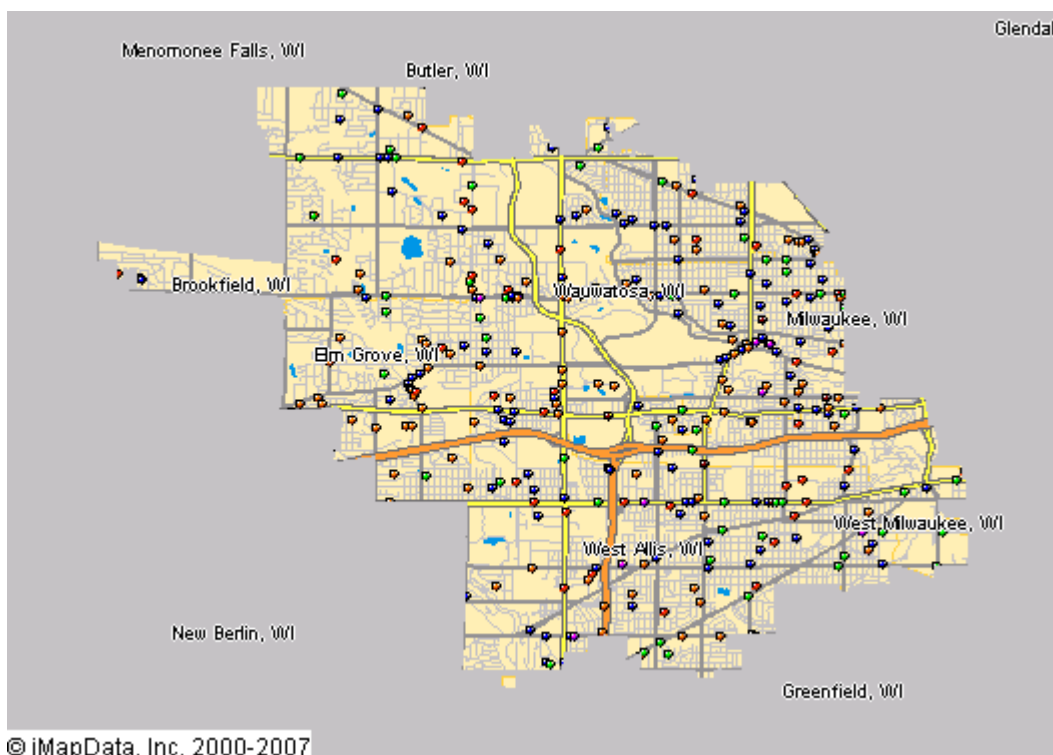 Glendal
Menomonee Falls, WI
Butler, WI
Brookfield, WI
Wauwatosa, WI
Milwaukee, WI
Elm Grove, WI
West Milwaukee, WI
West Allis, WI
New Berlin, WI
Greenfield, WI
© iMapData, Inc. 2000-2007